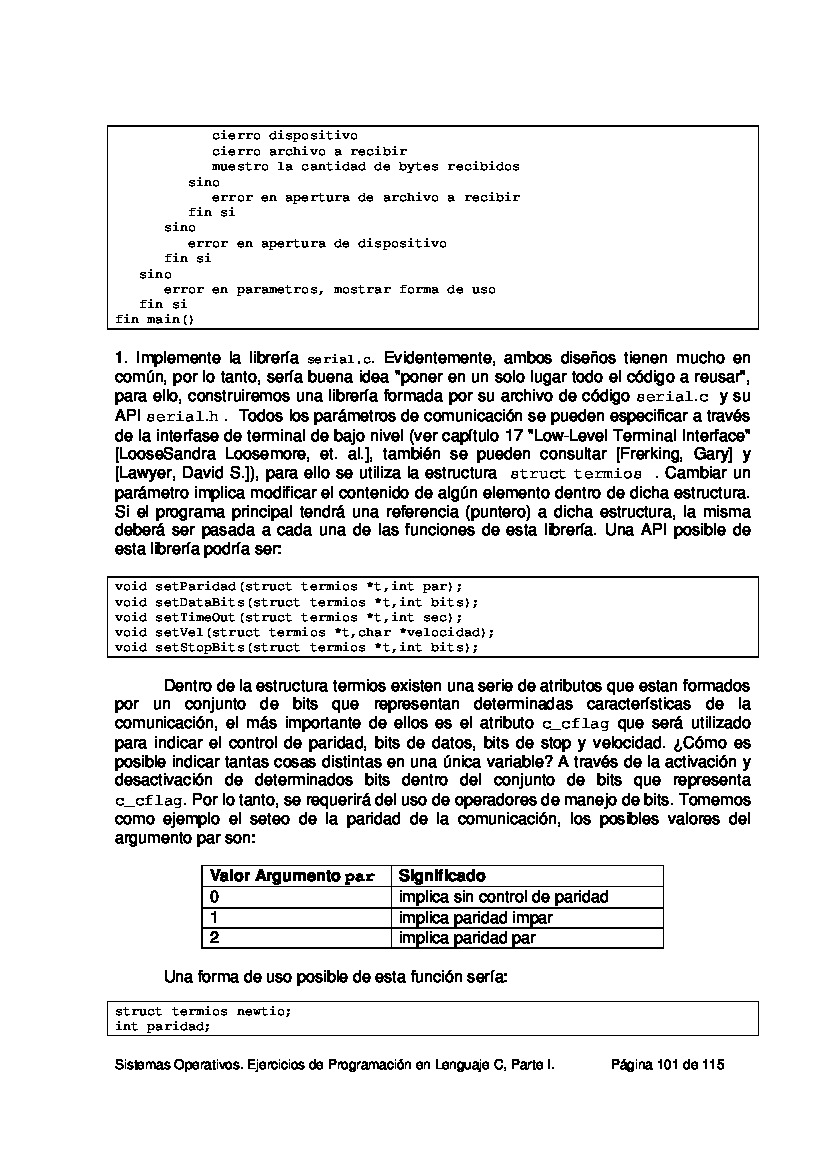 cierro dispositivo
cierro archivo a recibir
muestro la cantidad de bytes recibidos
sino
error en apertura de archivo a recibir
fin si
sino
error en apertura de dispositivo
fin si
sino
error en parametros, mostrar forma de uso
fin si
fin main()
1. Implemente la librería serial.c. Evidentemente, ambos diseños tienen mucho en
común, por lo tanto, sería buena idea "poner en un solo lugar todo el código a reusar",
para ello, construiremos una librería formada por su archivo de código serial.c y su
API serial.h . Todos los parámetros de comunicación se pueden especificar a través
de la interfase de terminal de bajo nivel (ver capítulo 17 "Low-Level Terminal Interface"
[LooseSandra Loosemore, et. al.], también se pueden consultar [Frerking, Gary] y
[Lawyer, David S.]), para ello se utiliza la estructura struct termios . Cambiar un
parámetro implica modificar el contenido de algún elemento dentro de dicha estructura.
Si el programa principal tendrá una referencia (puntero) a dicha estructura, la misma
deberá ser pasada a cada una de las funciones de esta librería. Una API posible de
esta librería podría ser:
void setParidad(struct termios *t,int par);
void setDataBits(struct termios *t,int bits);
void setTimeOut(struct termios *t,int sec);
void setVel(struct termios *t,char *velocidad);
void setStopBits(struct termios *t,int bits);
Dentro de la estructura termios existen una serie de atributos que estan formados
por un conjunto de bits que representan determinadas características de la
comunicación, el más importante de ellos es el atributo c_cflag que será utilizado
para indicar el control de paridad, bits de datos, bits de stop y velocidad. ¿Cómo es
posible indicar tantas cosas distintas en una única variable? A través de la activación y
desactivación de determinados bits dentro del conjunto de bits que representa
c_cflag. Por lo tanto, se requerirá del uso de operadores de manejo de bits. Tomemos
como ejemplo el seteo de la paridad de la comunicación, los posibles valores del
argumento par son:
Valor Argumento par Significado
0 implica sin control de paridad
1 implica paridad impar
2 implica paridad par
Una forma de uso posible de esta función sería:
struct termios newtio;
int paridad;
Sistemas Operativos. Ejercicios de Programación en Lenguaje C, Parte I. Página 101 de 115